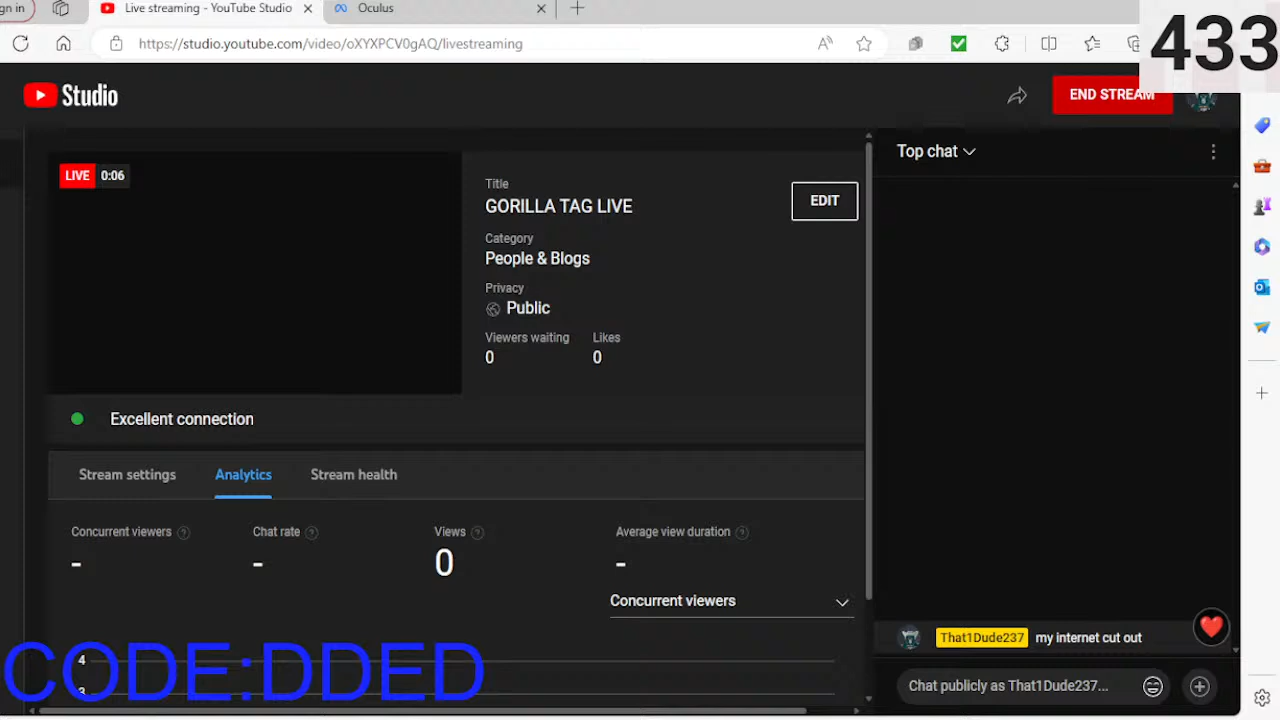 gn in
Live streaming - YouTube Studio
Oculus
https://studio.youtube.com/video/oXYXPCV0gAQ/livestreaming
433
Studio
END STREAM
LIVE 0:06
Title
GORILLA TAG LIVE
EDIT
Category
People & Blogs
Privacy
Public
Viewers waiting Likes
0 0
Excellent connection
Stream settings Analytics Stream health
Concurrent viewers Chat rate Views Average view duration
- - 0 -
Concurrent viewers
4
3
CODE:DDED
Top chat
That1Dude237 my internet cut out
Chat publicly as That1Dude237...